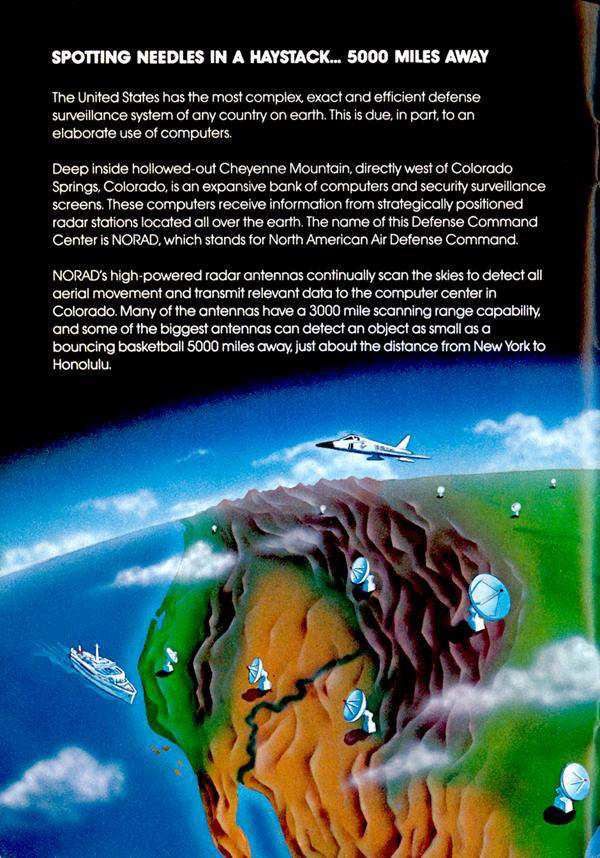 SPOTTING NEEDLES IN A HAYSTACK... 5000 MILES AWAY
The United States has the most complex, exact and efficient defense
surveillance system of any country on earth. This is due, in part, to an
elaborate use of computers.
Deep inside hollowed-out Cheyenne Mountain, directly west of Colorado
Springs, Colorado, is an expansive bank of computers and security surveillance
screens. These computers receive information from strategically positioned
radar stations located all over the earth. The name of this Defense Command
Center is NORAD, which stands for North American Air Defense Command.
NORAD's high-powered radar antennas continually scan the skies to detect all
aerial movement and transmit relevant data to the computer center in
Colorado. Many of the antennas have a 3000 mile scanning range capability,
and some of the biggest antennas can detect an object as small as a
bouncing basketball 5000 miles away, just about the distance from New York to
Honolulu.